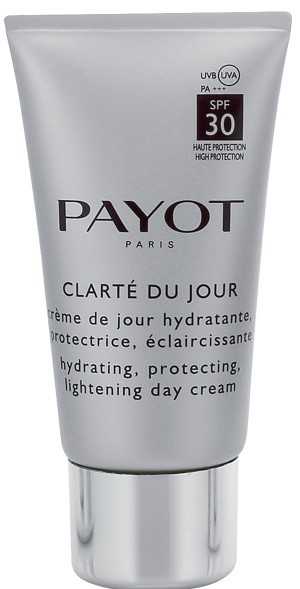 UVB UVA
PA +++
SPF
30
HAUTE PROTECTION
HIGH PROTECTION
PAYOT
PARIS
CLARTÉ DU JOUR
crème de jour hydratante,
protectrice, éclaircissante
hydrating, protecting,
lightening day cream